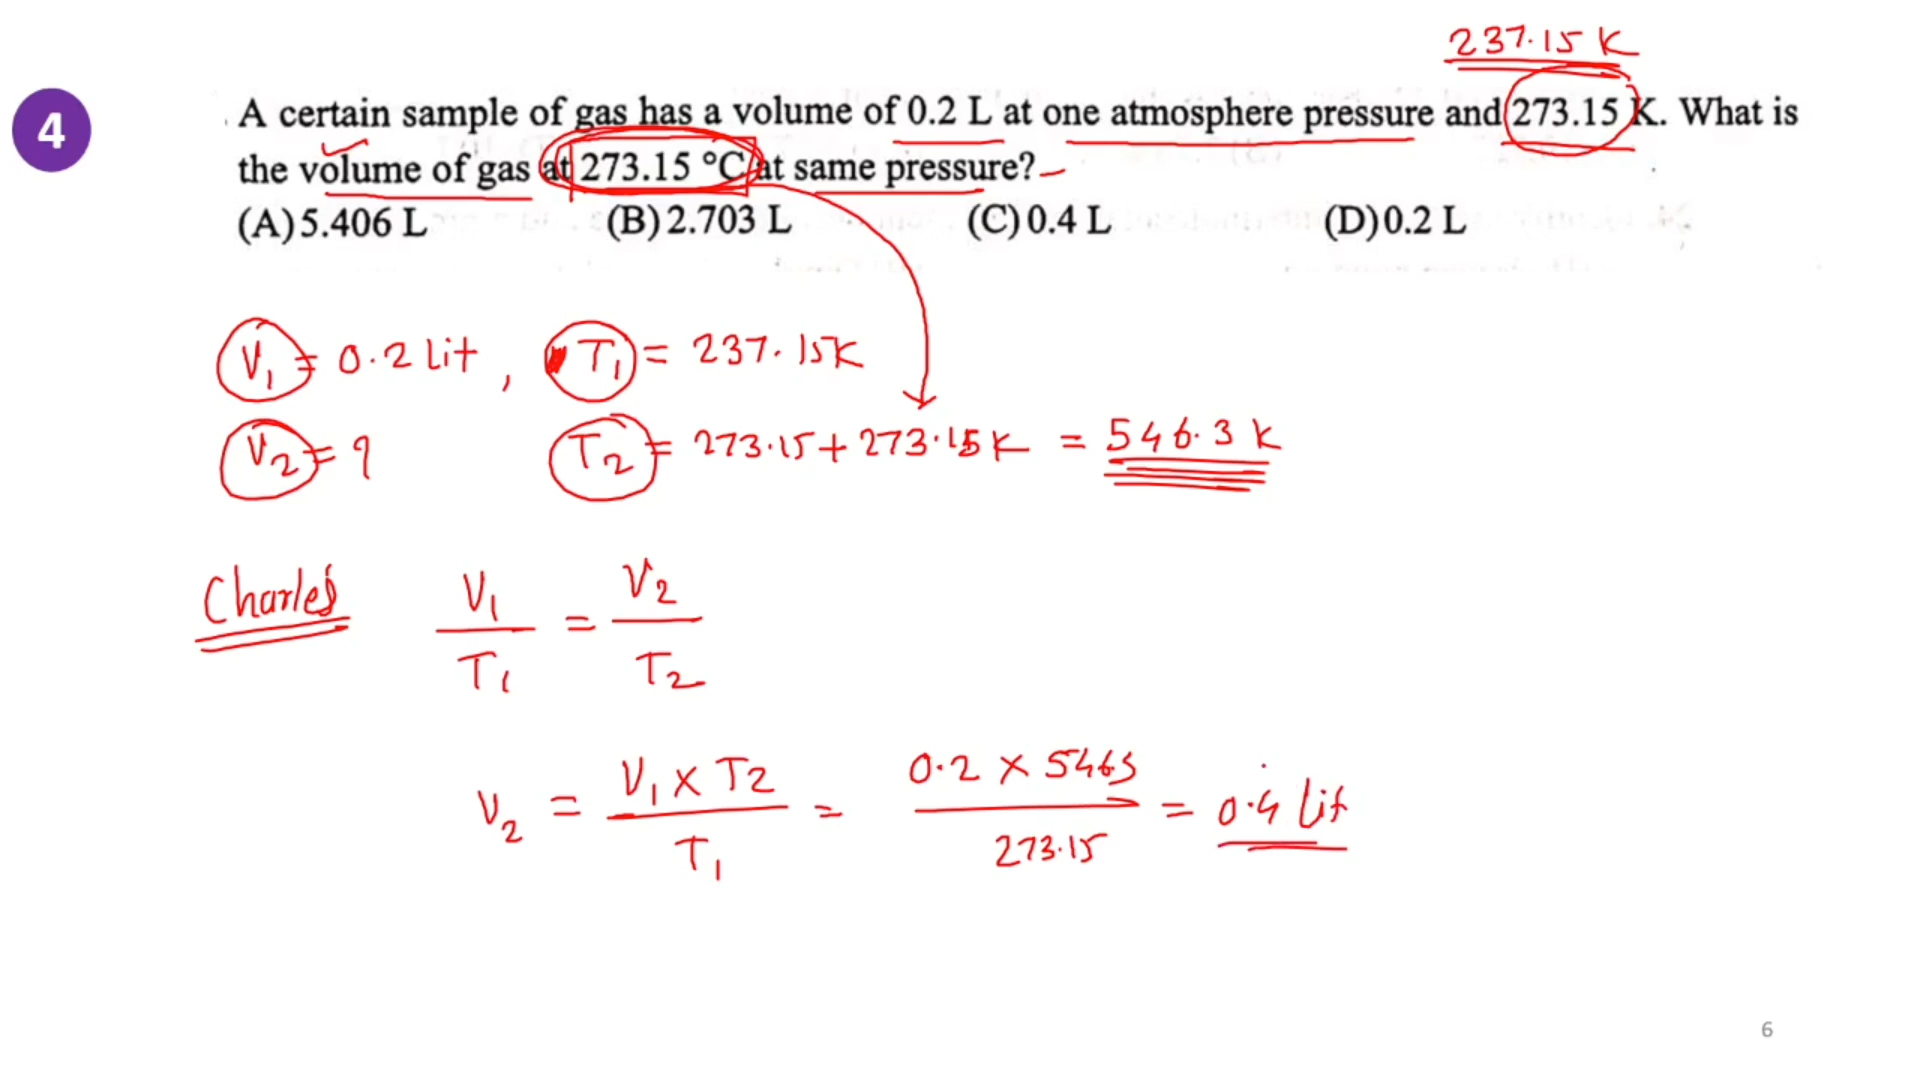 237.15 K
4
A certain sample of gas has a volume of 0.2 L at one atmosphere pressure and 273.15 K. What is
the volume of gas at 273.15 °C at same pressure?
(A) 5.406 L (B) 2.703 L (C) 0.4 L (D) 0.2 L
V₁ = 0.2 Lit , T₁ = 237.15K
V₂ = ? T₂ = 273.15 + 273.15 K = 546.3 K
Charles V₁ / T₁ = V₂ / T₂
V₂ = V₁ x T₂ / T₁ = 0.2 x 546.3 / 273.15 = 0.4 Lit
6